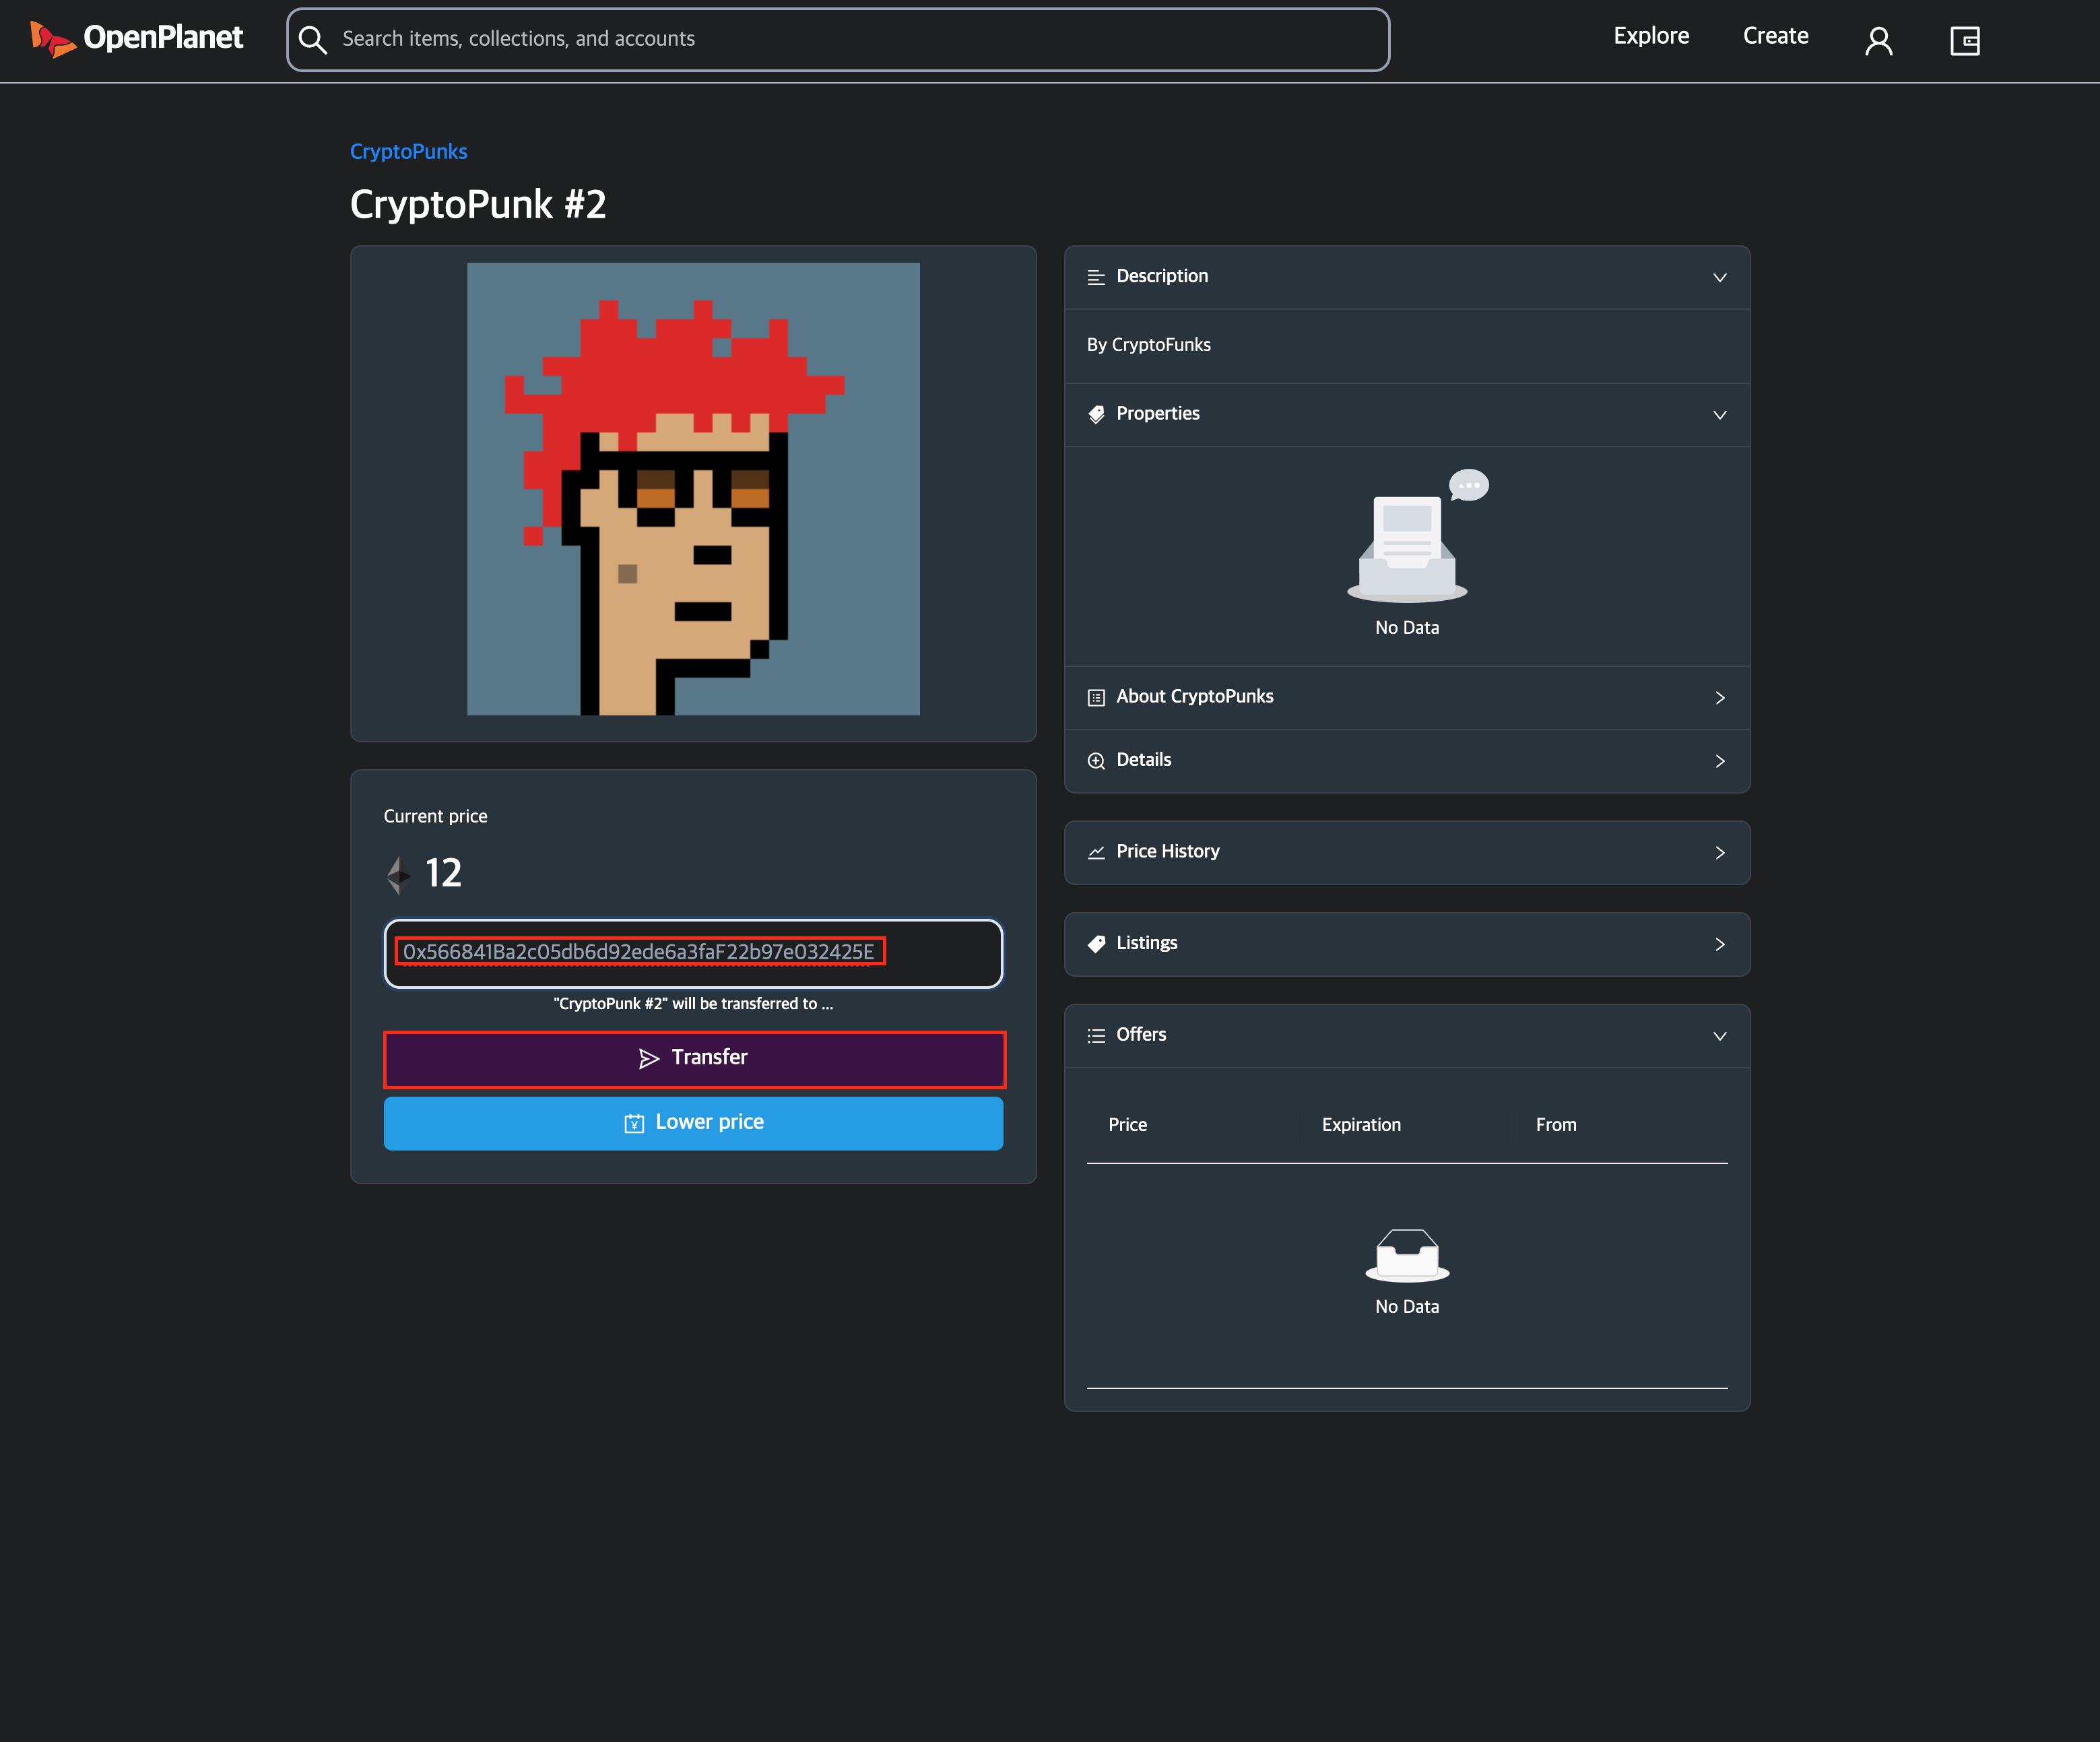 OpenPlanet
Search items, collections, and accounts
Explore
Create
CryptoPunks
CryptoPunk #2
Description
By CryptoFunks
Properties
No Data
About CryptoPunks
Details
Current price
12
0x566841Ba2c05db6d92ede6a3faF22b97e032425E
"CryptoPunk #2" will be transferred to ...
Transfer
Lower price
Price History
Listings
Offers
Price Expiration From
No Data